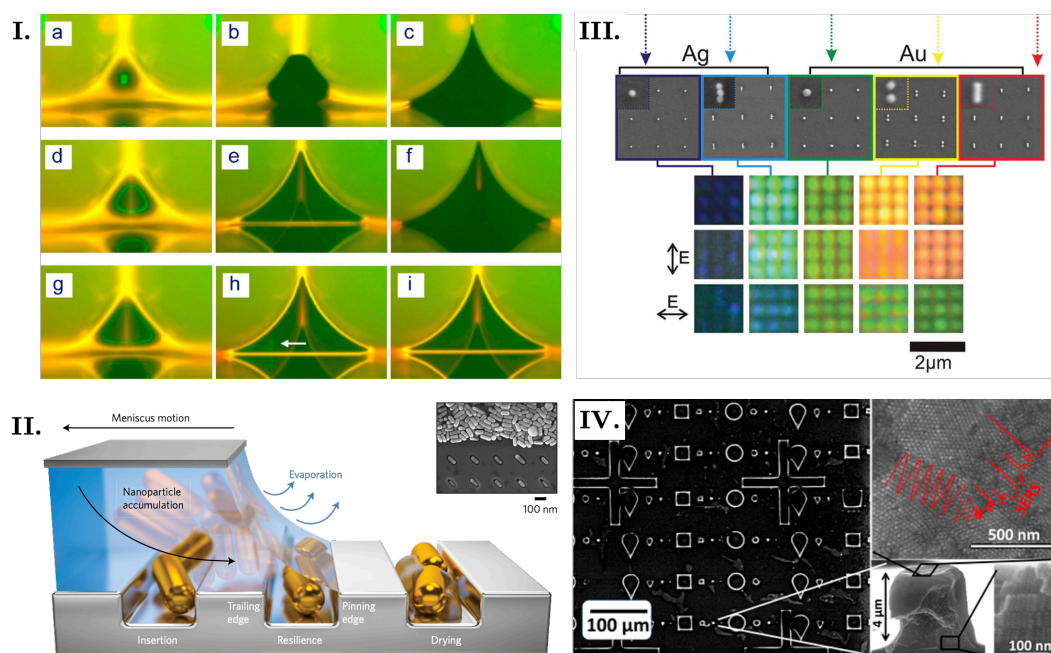 I.
a
b
c
d
e
f
g
h
i
II.
Meniscus motion
Nanoparticle
accumulation
Evaporation
100 nm
Trailing
edge
Pinning
edge
Insertion
Resilience
Drying
III.
Ag
Au
E
E
2μm
IV.
100 μm
SERS
500 nm
4 μm
100 nm